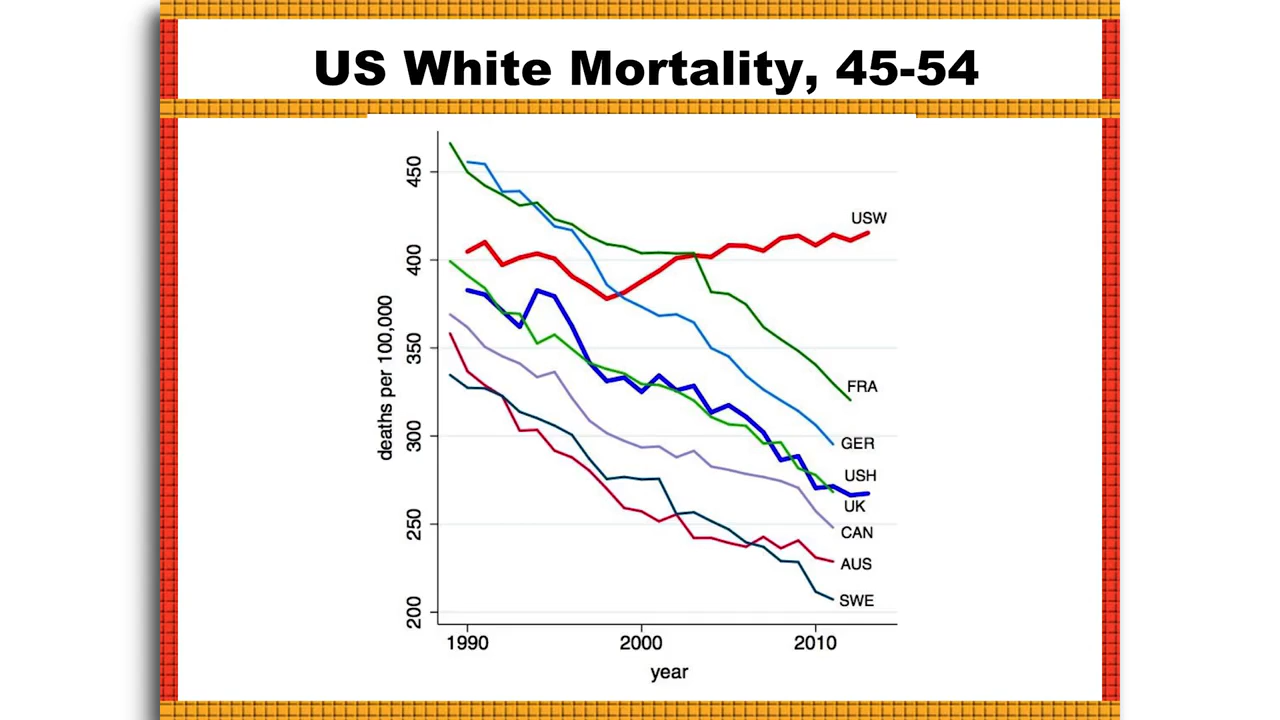 US White Mortality, 45-54
deaths per 100,000
450
400
350
300
250
200
USW
FRA
GER
USH
UK
CAN
AUS
SWE
1990
2000
2010
year